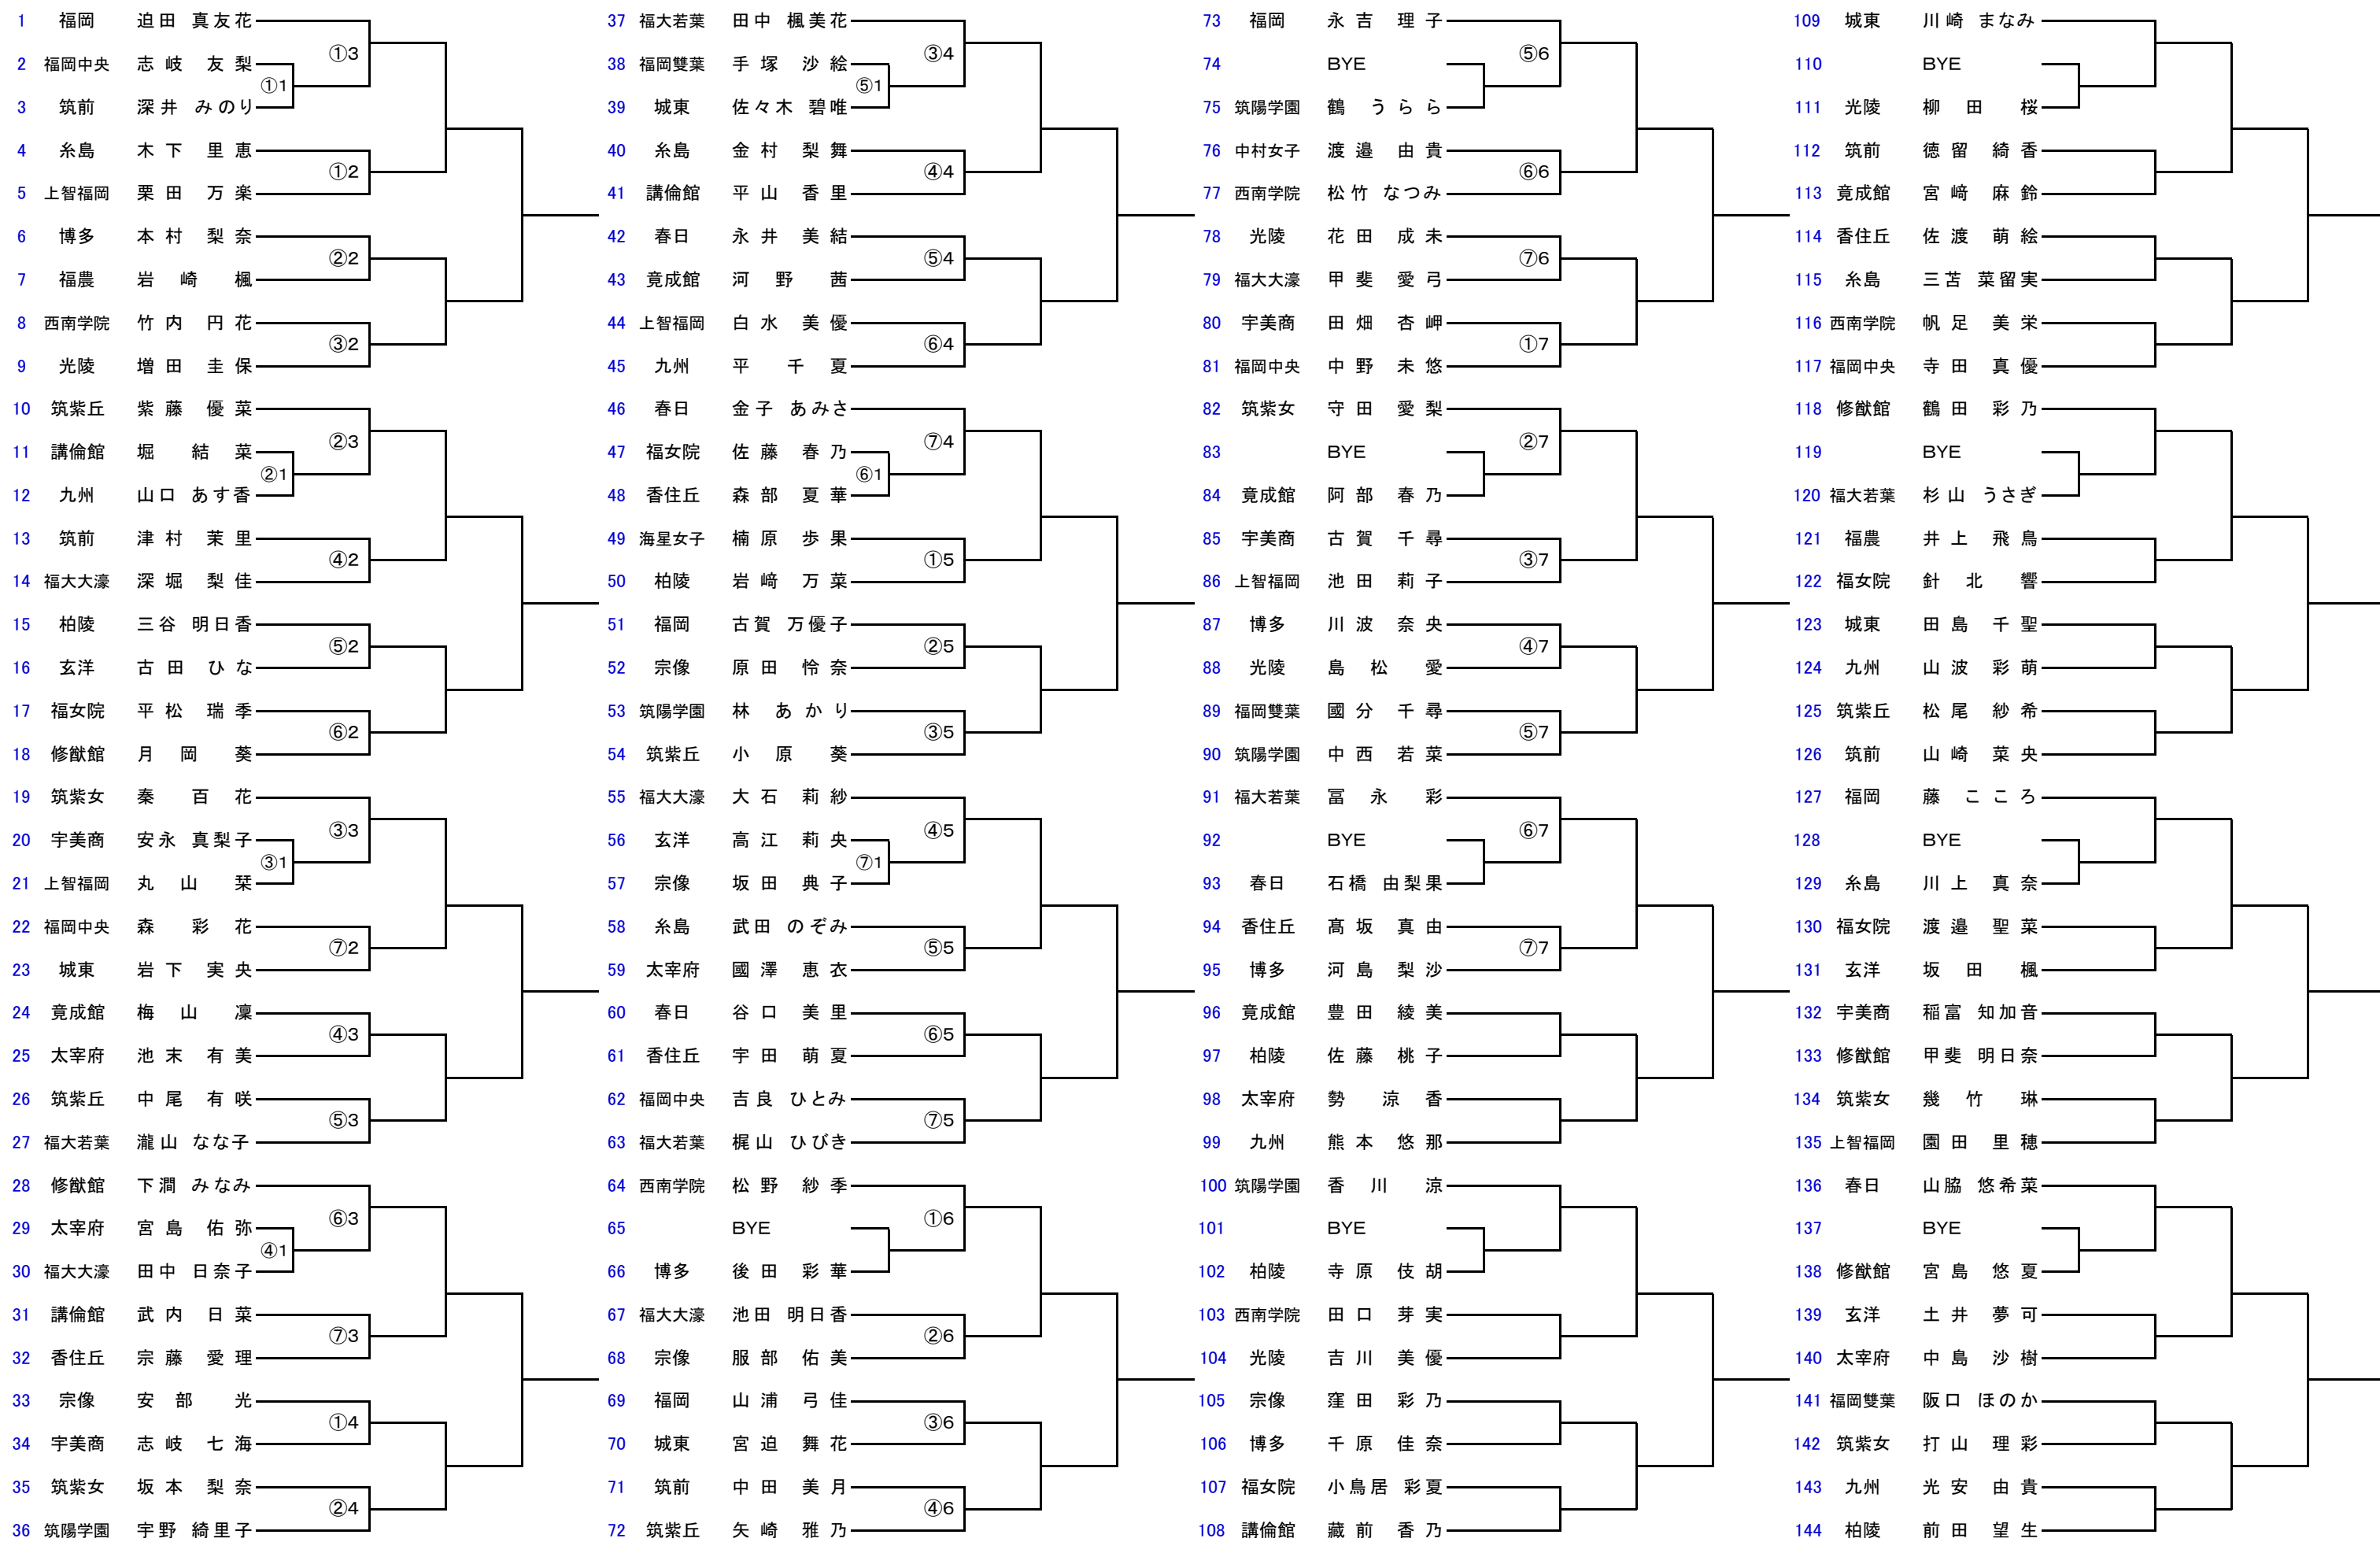 1 福岡 迫田 真友花
①3
2 福岡中央 志岐 友梨
①1
3 筑前 深井 みのり
4 糸島 木下 里恵
①2
5 上智福岡 栗田 万楽
6 博多 本村 梨奈
②2
7 福農 岩崎 楓
8 西南学院 竹内 円花
③2
9 光陵 増田 圭保
10 筑紫丘 紫藤 優菜
②3
11 講倫館 堀 結菜
②1
12 九州 山口 あす香
13 筑前 津村 茉里
④2
14 福大大濠 深堀 梨佳
15 柏陵 三谷 明日香
⑤2
16 玄洋 古田 ひな
17 福女院 平松 瑞季
⑥2
18 修猷館 月岡 葵
19 筑紫女 秦 百花
③3
20 宇美商 安永 真梨子
③1
21 上智福岡 丸山 栞
22 福岡中央 森 彩花
⑦2
23 城東 岩下 実央
24 竟成館 梅山 凜
④3
25 太宰府 池末 有美
26 筑紫丘 中尾 有咲
⑤3
27 福大若葉 瀧山 なな子
28 修猷館 下澗 みなみ
⑥3
29 太宰府 宮島 佑弥
④1
30 福大大濠 田中 日奈子
31 講倫館 武内 日菜
⑦3
32 香住丘 宗藤 愛理
33 宗像 安部 光
①4
34 宇美商 志岐 七海
35 筑紫女 坂本 梨奈
②4
36 筑陽学園 宇野 綺里子
37 福大若葉 田中 楓美花
③4
38 福岡雙葉 手塚 沙絵
⑤1
39 城東 佐々木 碧唯
40 糸島 金村 梨舞
④4
41 講倫館 平山 香里
42 春日 永井 美結
⑤4
43 竟成館 河野 茜
44 上智福岡 白水 美優
⑥4
45 九州 平 千夏
46 春日 金子 あみさ
⑦4
47 福女院 佐藤 春乃
⑥1
48 香住丘 森部 夏華
49 海星女子 楠原 歩果
①5
50 柏陵 岩﨑 万菜
51 福岡 古賀 万優子
②5
52 宗像 原田 怜奈
53 筑陽学園 林 あかり
③5
54 筑紫丘 小原 葵
55 福大大濠 大石 莉紗
④5
56 玄洋 高江 莉央
⑦1
57 宗像 坂田 典子
58 糸島 武田 のぞみ
⑤5
59 太宰府 國澤 恵衣
60 春日 谷口 美里
⑥5
61 香住丘 宇田 萌夏
62 福岡中央 吉良 ひとみ
⑦5
63 福大若葉 梶山 ひびき
64 西南学院 松野 紗季
①6
65 BYE
66 博多 後田 彩華
67 福大大濠 池田 明日香
②6
68 宗像 服部 佑美
69 福岡 山浦 弓佳
③6
70 城東 宮迫 舞花
71 筑前 中田 美月
④6
72 筑紫丘 矢崎 雅乃
73 福岡 永吉 理子
⑤6
74 BYE
75 筑陽学園 鶴 うらら
76 中村女子 渡邉 由貴
⑥6
77 西南学院 松竹 なつみ
78 光陵 花田 成未
⑦6
79 福大大濠 甲斐 愛弓
80 宇美商 田畑 杏岬
①7
81 福岡中央 中野 未悠
82 筑紫女 守田 愛梨
②7
83 BYE
84 竟成館 阿部 春乃
85 宇美商 古賀 千尋
③7
86 上智福岡 池田 莉子
87 博多 川波 奈央
④7
88 光陵 島松 愛
89 福岡雙葉 國分 千尋
⑤7
90 筑陽学園 中西 若菜
91 福大若葉 冨永 彩
⑥7
92 BYE
93 春日 石橋 由梨果
94 香住丘 髙坂 真由
⑦7
95 博多 河島 梨沙
96 竟成館 豊田 綾美
97 柏陵 佐藤 桃子
98 太宰府 勢 涼香
99 九州 熊本 悠那
100 筑陽学園 香川 涼
101 BYE
102 柏陵 寺原 伎胡
103 西南学院 田口 芽実
104 光陵 吉川 美優
105 宗像 窪田 彩乃
106 博多 千原 佳奈
107 福女院 小鳥居 彩夏
108 講倫館 藏前 香乃
109 城東 川崎 まなみ
110 BYE
111 光陵 柳田 桜
112 筑前 徳留 綺香
113 竟成館 宮﨑 麻鈴
114 香住丘 佐渡 萌絵
115 糸島 三苫 菜留実
116 西南学院 帆足 美栄
117 福岡中央 寺田 真優
118 修猷館 鶴田 彩乃
119 BYE
120 福大若葉 杉山 うさぎ
121 福農 井上 飛鳥
122 福女院 針北 響
123 城東 田島 千聖
124 九州 山波 彩萌
125 筑紫丘 松尾 紗希
126 筑前 山崎 菜央
127 福岡 藤 こころ
128 BYE
129 糸島 川上 真奈
130 福女院 渡邉 聖菜
131 玄洋 坂田 楓
132 宇美商 稲富 知加音
133 修猷館 甲斐 明日奈
134 筑紫女 幾竹 琳
135 上智福岡 園田 里穂
136 春日 山脇 悠希菜
137 BYE
138 修猷館 宮島 悠夏
139 玄洋 土井 夢可
140 太宰府 中島 沙樹
141 福岡雙葉 阪口 ほのか
142 筑紫女 打山 理彩
143 九州 光安 由貴
144 柏陵 前田 望生